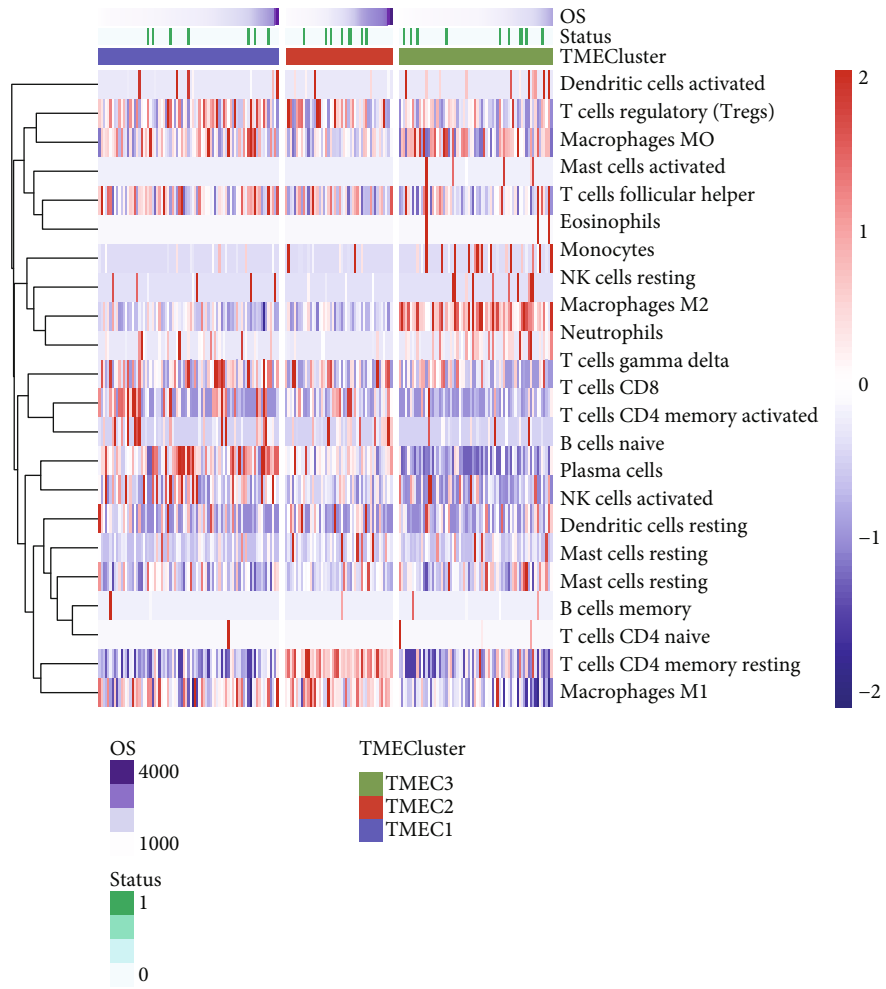 OS
Status
TMECluster
Dendritic cells activated
T cells regulatory (Tregs)
Macrophages MO
Mast cells activated
T cells follicular helper
Eosinophils
Monocytes
NK cells resting
Macrophages M2
Neutrophils
T cells gamma delta
T cells CD8
T cells CD4 memory activated
B cells naive
Plasma cells
NK cells activated
Dendritic cells resting
Mast cells resting
Mast cells resting
B cells memory
T cells CD4 naive
T cells CD4 memory resting
Macrophages M1
2
1
0
−1
−2
OS
4000
1000
Status
1
0
TMECluster
TMEC3
TMEC2
TMEC1